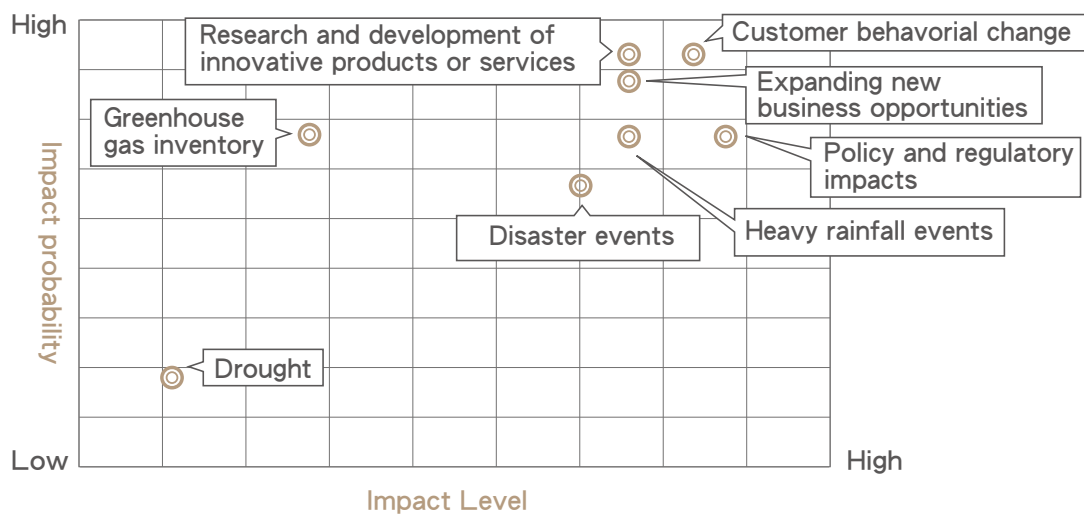 High
Research and development of
innovative products or services
Customer behavorial change
Expanding new
business opportunities
Greenhouse
gas inventory
Policy and regulatory
impacts
Impact probability
Disaster events
Heavy rainfall events
Drought
Low
High
Impact Level